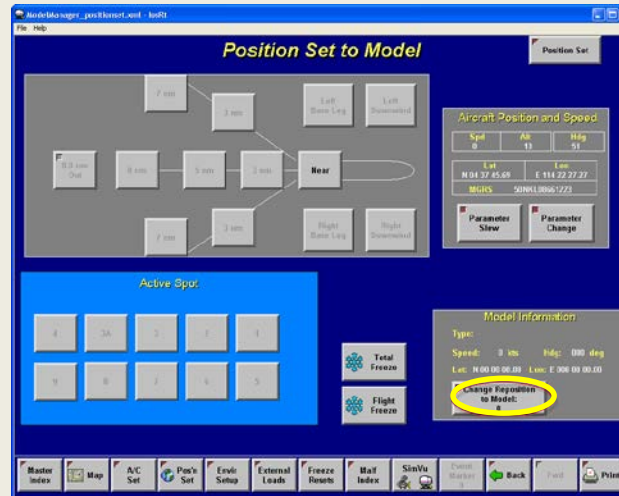 ModelManager_positionset.xml - IosRt
File Help
Position Set to Model
Position Set
7 nm
3 nm
Left Base Leg
Left Downwind
8 nm
5 nm
3 nm
Near
7 nm
3 nm
Right Base Leg
Right Downwind
Aircraft Position and Speed
Spd Alt Hdg
0 13 51
Lat Lon
N 04 37 45.69 E 114 22 27.27
MGRS
Parameter Slew
Parameter Change
Active Spot
4 3A 3 2 1
9 8 7 6 5
Total Freeze
Flight Freeze
Model Information
Type:
Speed: 0 kts Hdg: 000 deg
Lat: N 00 00 00.00 Lon: E 000 00 00.00
Change Reposition to Model:
0
Master Index
Map
A/C Set
Pos'n Set
Envir Setup
External Loads
Freeze Resets
Malf Index
SimVu
Event Marker
Back
Fwd
Print